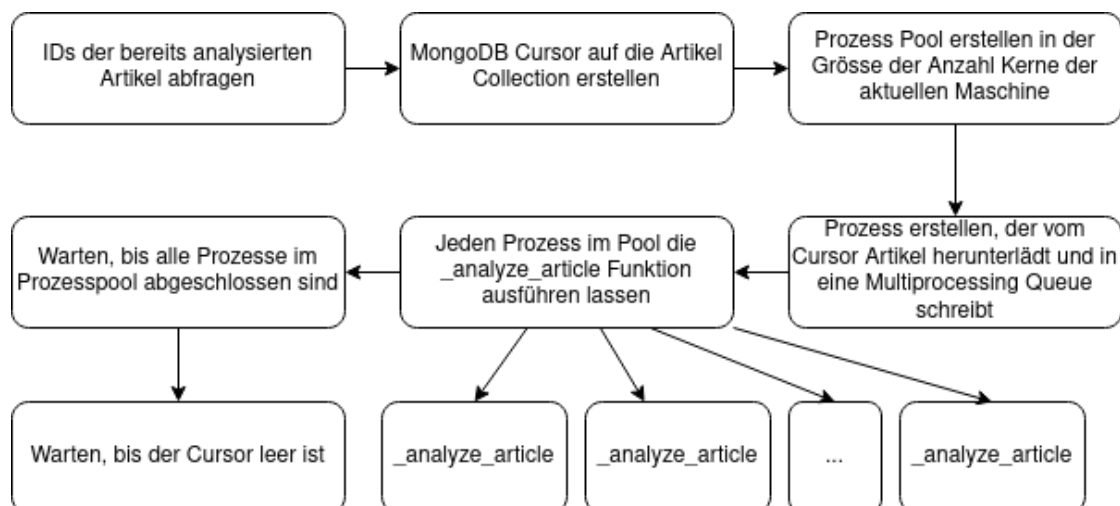 IDs der bereits analysierten
Artikel abfragen
MongoDB Cursor auf die Artikel
Collection erstellen
Prozess Pool erstellen in der
Grösse der Anzahl Kerne der
aktuellen Maschine
Prozess erstellen, der vom
Cursor Artikel herunterlädt und in
eine Multiprocessing Queue
schreibt
Jeden Prozess im Pool die
_analyze_article Funktion
ausführen lassen
Warten, bis alle Prozesse im
Prozesspool abgeschlossen sind
Warten, bis der Cursor leer ist
_analyze_article
_analyze_article
...
_analyze_article